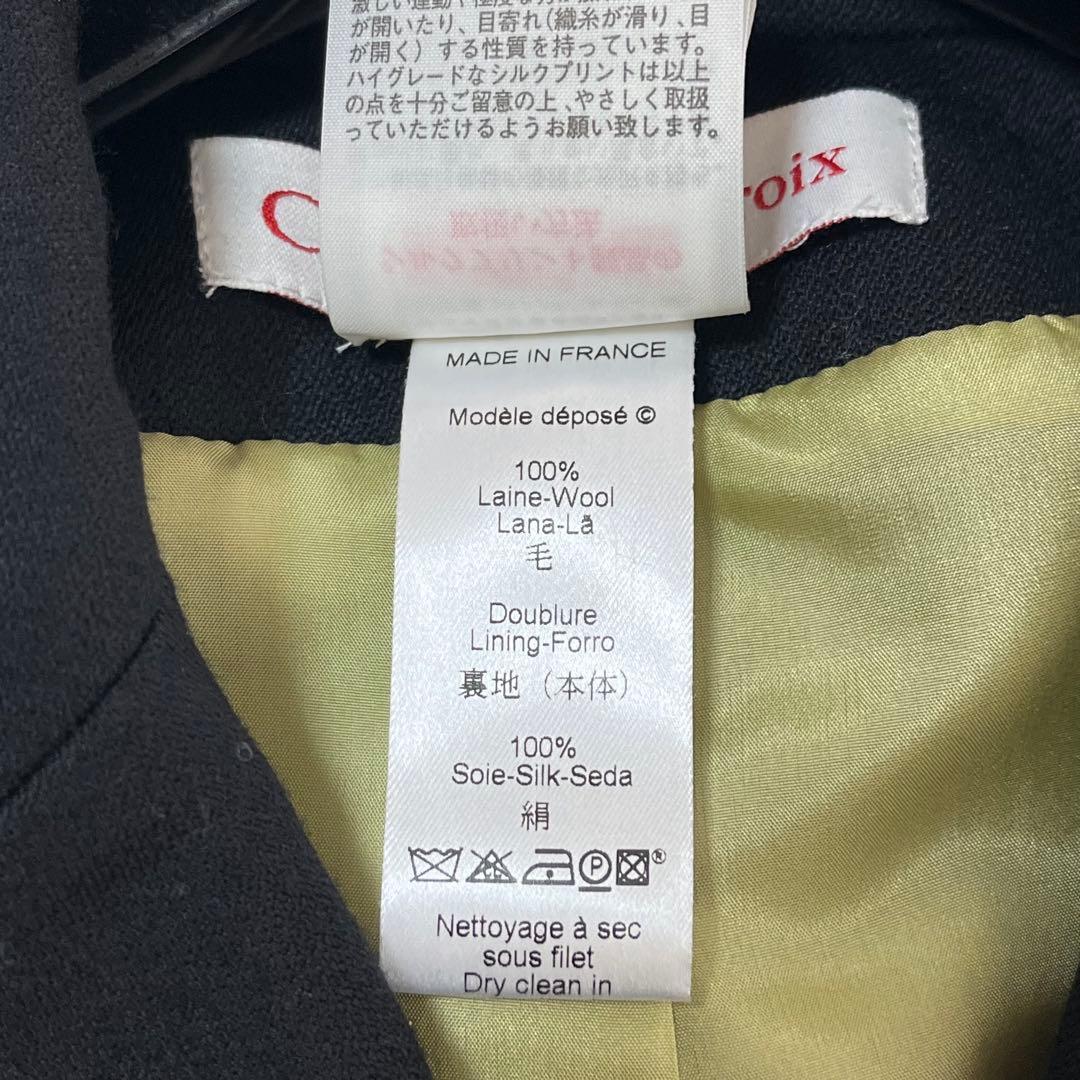 が開いたり、目寄れ(織糸が滑り、目
が開く) する性質を持っています。
ハイグレードなシルクプリントは以上
の点を十分ご留意の上、やさしく取扱
っていただけるようお願い致します。
C
roix
MADE IN FRANCE
Modèle déposé ©
100%
Laine-Wool
Lana-Lã
毛
Doublure
Lining-Forro
裏地 (本体)
100%
Soie-Silk-Seda
絹
CL P ®
Nettoyage à sec
sous filet
Dry clean in